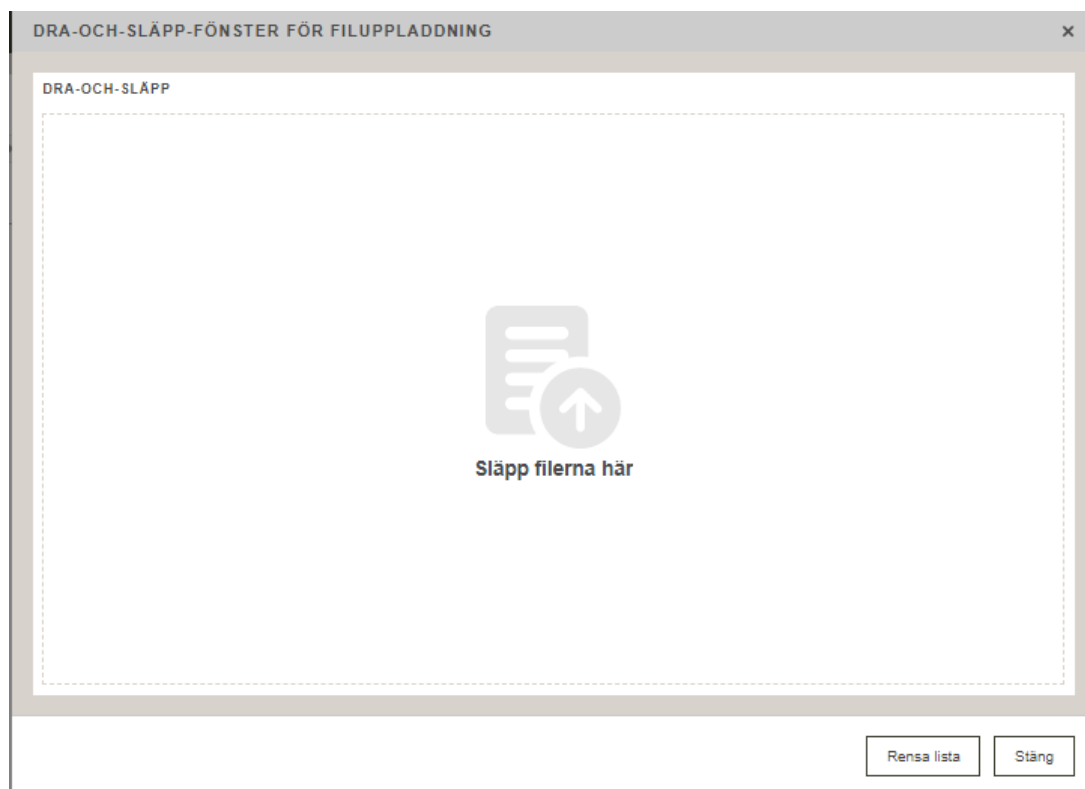 DRA-OCH-SLÄPP-FÖNSTER FÖR FILUPPLADDNING
DRA-OCH-SLÄPP
Släpp filerna här
Rensa lista
Stäng